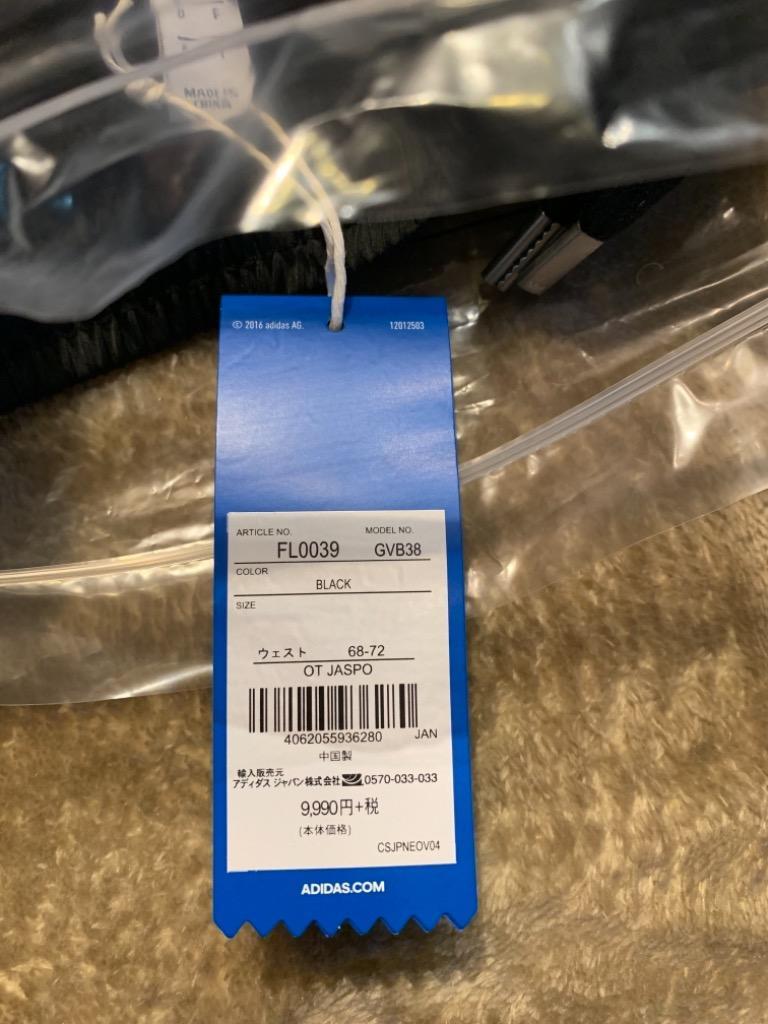 MADE IN
CHINA
© 2016 adidas AG. 12012503
ARTICLE NO. MODEL NO.
FL0039 GVB38
COLOR
BLACK
SIZE
ウェスト 68-72
OT JASPO
4062055936280 JAN
中国製
輸入販売元
アディダス ジャパン株式会社 0570-033-033
9,990円+税
(本体価格)
CSJPNEOV04
ADIDAS.COM